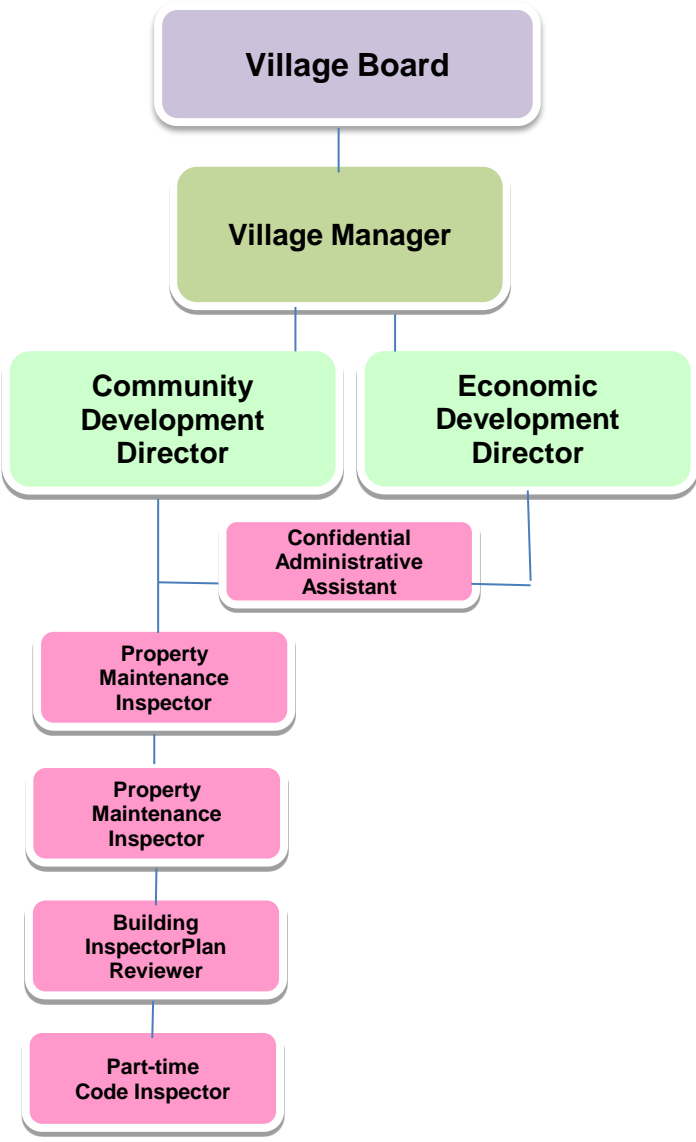 Village Board
Village Manager
Community
Development
Director
Economic
Development
Director
Confidential
Administrative
Assistant
Property
Maintenance
Inspector
Property
Maintenance
Inspector
Building
InspectorPlan
Reviewer
Part-time
Code Inspector